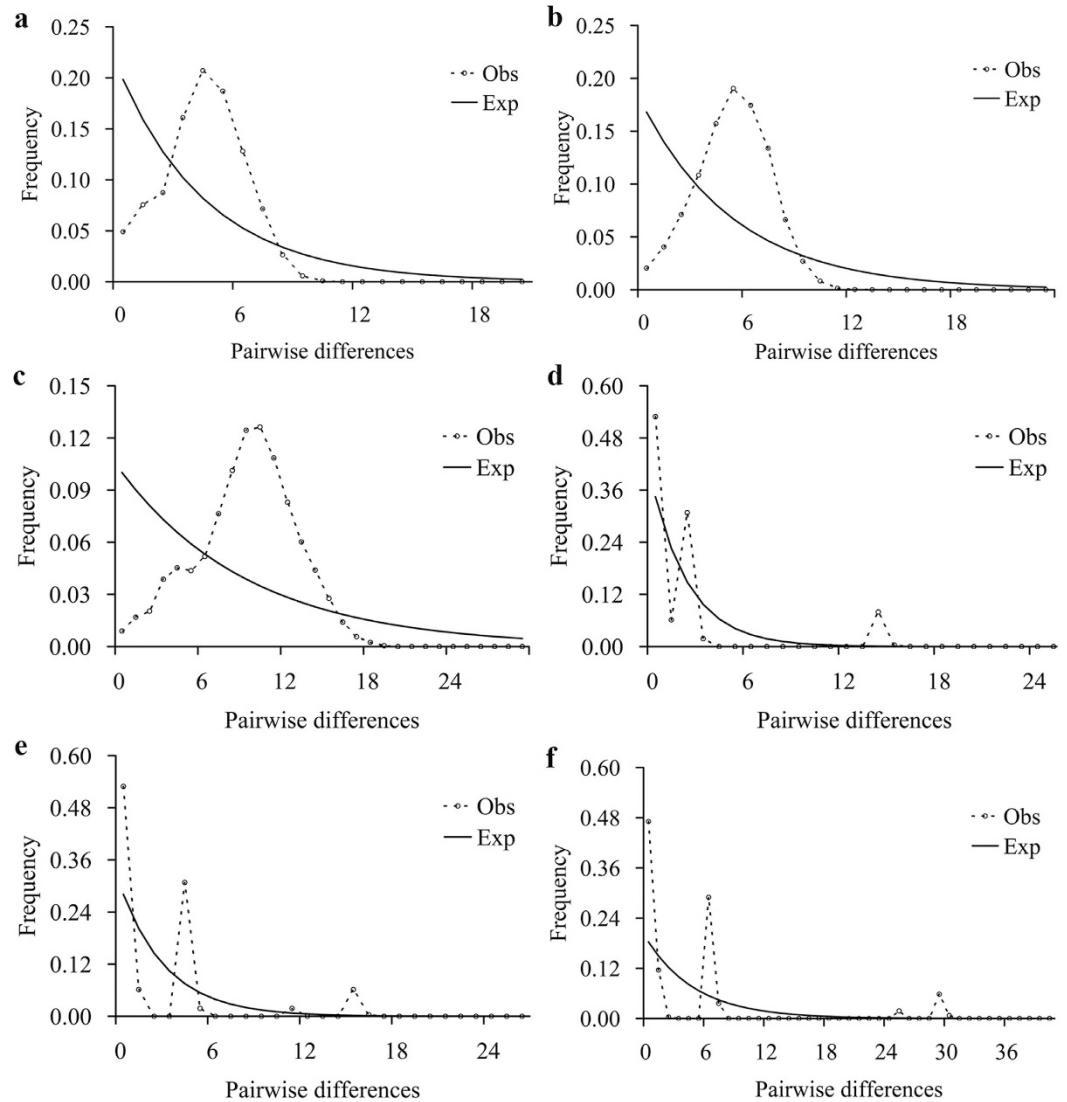 a
0.25
0.20
0.15
0.10
0.05
0.00
Frequency
Obs
Exp
0 6 12 18
Pairwise differences
b
0.25
0.20
0.15
0.10
0.05
0.00
Frequency
Obs
Exp
0 6 12 18
Pairwise differences
c
0.15
0.12
0.09
0.06
0.03
0.00
Frequency
Obs
Exp
0 6 12 18 24
Pairwise differences
d
0.60
0.48
0.36
0.24
0.12
0.00
Frequency
Obs
Exp
0 6 12 18 24
Pairwise differences
e
0.60
0.48
0.36
0.24
0.12
0.00
Frequency
Obs
Exp
0 6 12 18 24
Pairwise differences
f
0.60
0.48
0.36
0.24
0.12
0.00
Frequency
Obs
Exp
0 6 12 18 24 30 36
Pairwise differences